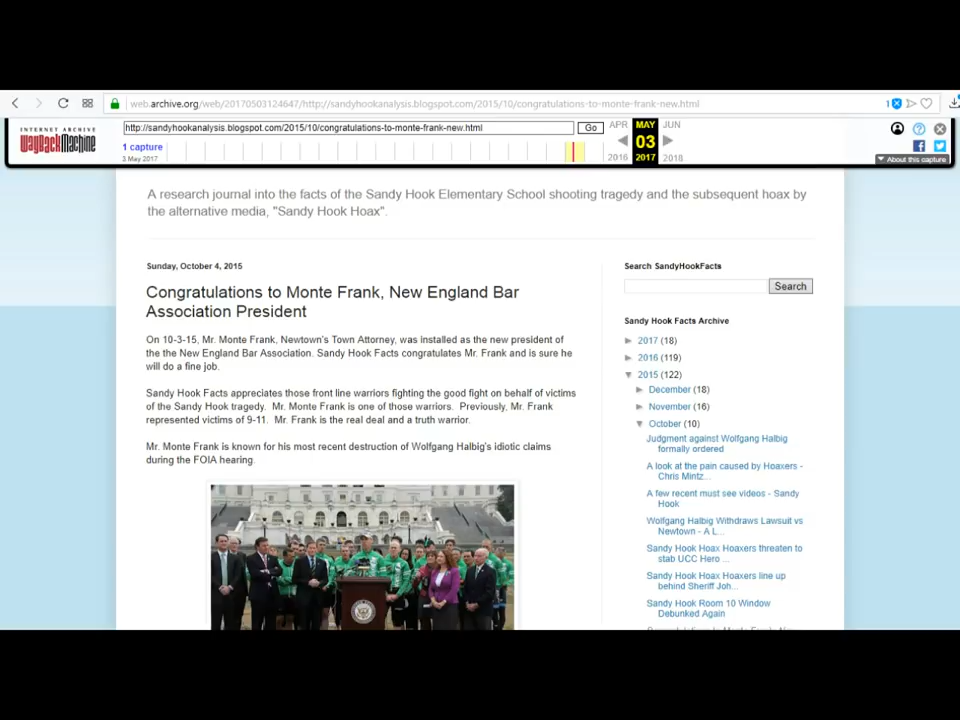 web.archive.org/web/20170503124647/http://sandyhookanalysis.blogspot.com/2015/10/congratulations-to-monte-frank-new.html
1
INTERNET ARCHIVE
WayBackMachine
http://sandyhookanalysis.blogspot.com/2015/10/congratulations-to-monte-frank-new.html
Go
APR
MAY
JUN
1 capture
3 May 2017
03
2016
2017
2018
About this capture
A research journal into the facts of the Sandy Hook Elementary School shooting tragedy and the subsequent hoax by
the alternative media, "Sandy Hook Hoax".
Sunday, October 4, 2015
Congratulations to Monte Frank, New England Bar
Association President
On 10-3-15, Mr. Monte Frank, Newtown's Town Attorney, was installed as the new president of
the the New England Bar Association. Sandy Hook Facts congratulates Mr. Frank and is sure he
will do a fine job.
Sandy Hook Facts appreciates those front line warriors fighting the good fight on behalf of victims
of the Sandy Hook tragedy. Mr. Monte Frank is one of those warriors. Previously, Mr. Frank
represented victims of 9-11. Mr. Frank is the real deal and a truth warrior.
Mr. Monte Frank is known for his most recent destruction of Wolfgang Halbig's idiotic claims
during the FOIA hearing.
Search SandyHookFacts
Search
Sandy Hook Facts Archive
► 2017 (18)
► 2016 (119)
▼ 2015 (122)
► December (18)
► November (16)
▼ October (10)
Judgment against Wolfgang Halbig
formally ordered
A look at the pain caused by Hoaxers -
Chris Mintz...
A few recent must see videos - Sandy
Hook
Wolfgang Halbig Withdraws Lawsuit vs
Newtown - A L...
Sandy Hook Hoax Hoaxers threaten to
stab UCC Hero ...
Sandy Hook Hoax Hoaxers line up
behind Sheriff Joh...
Sandy Hook Room 10 Window
Debunked Again